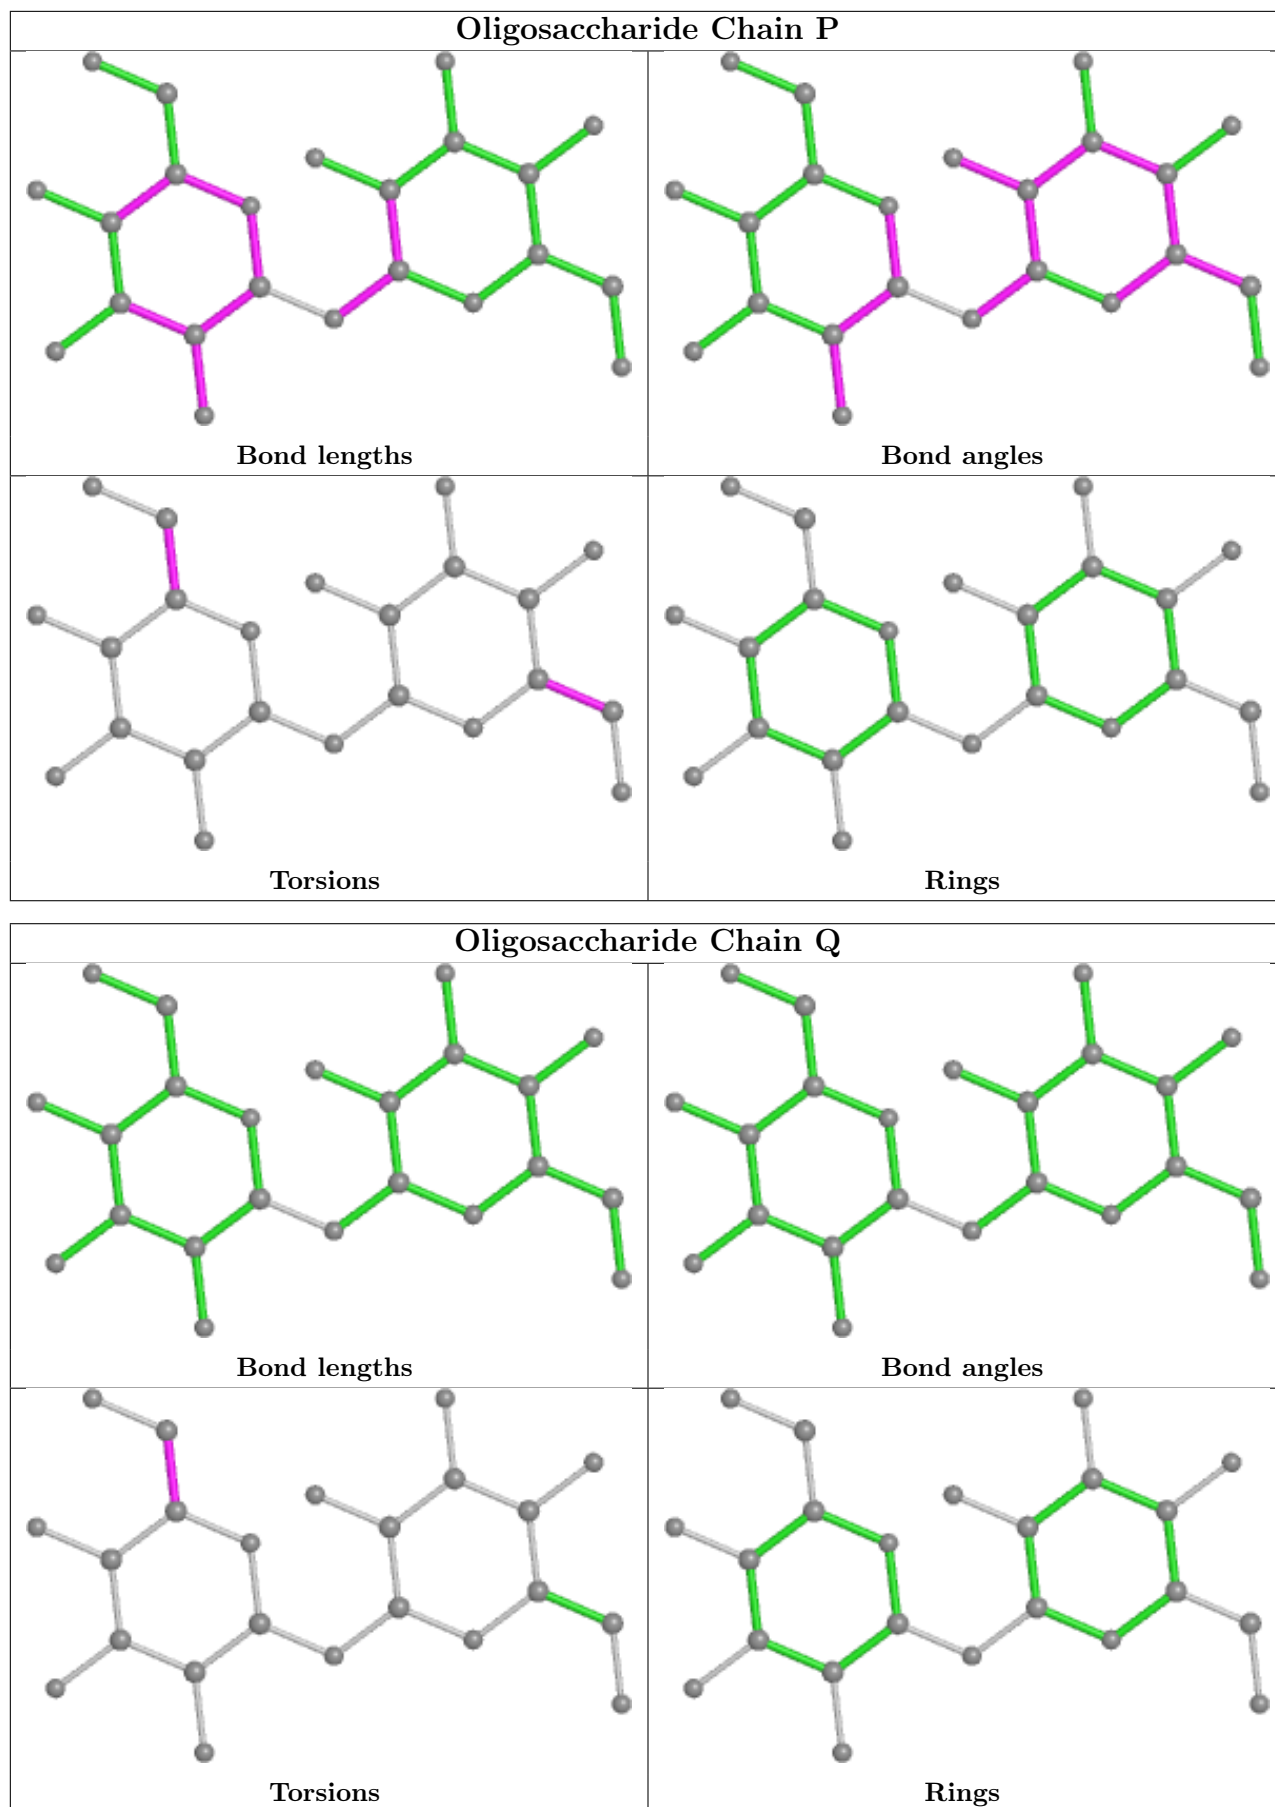 Oligosaccharide Chain P
Bond lengths
Bond angles
Torsions
Rings
Oligosaccharide Chain Q
Bond lengths
Bond angles
Torsions
Rings